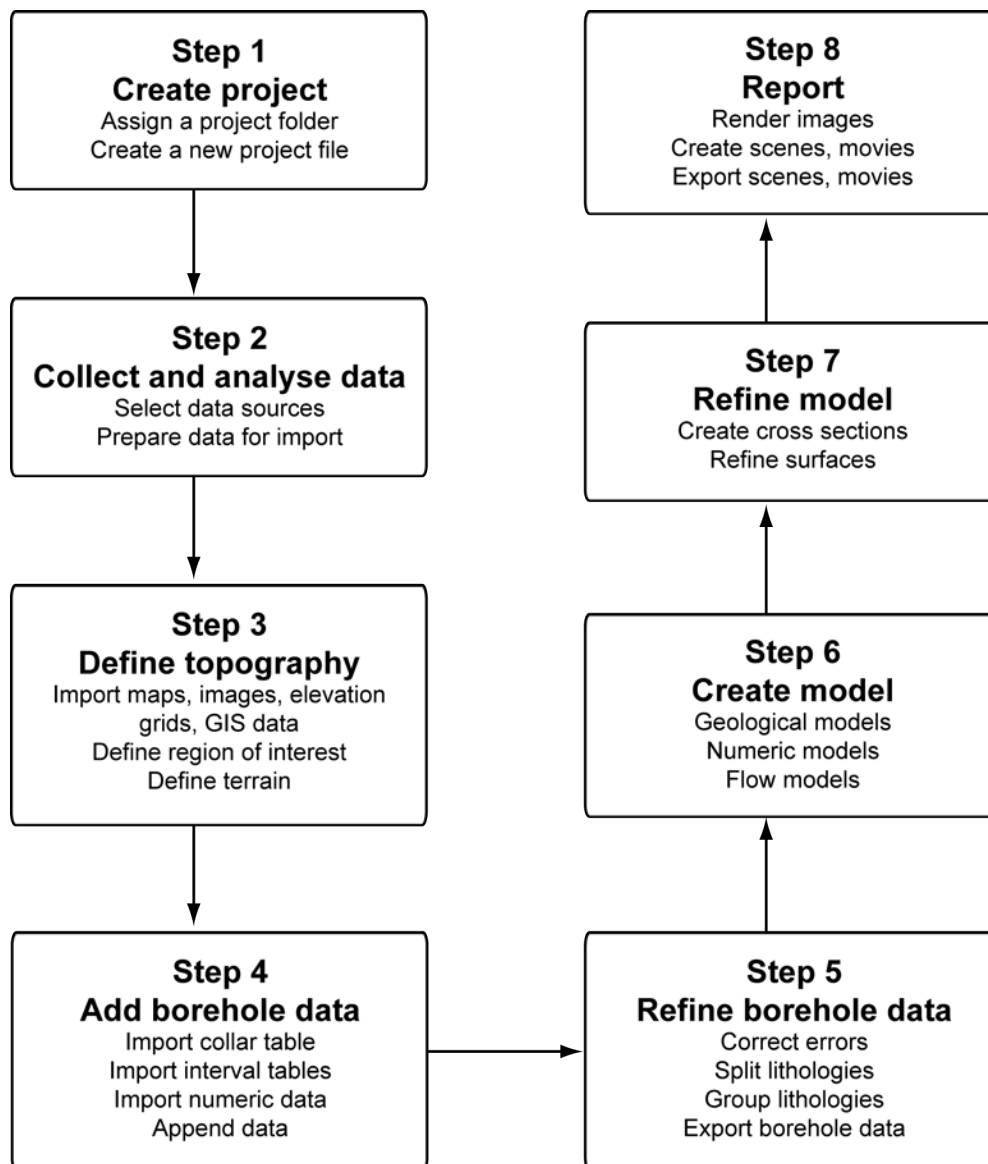 Step 1
Create project
Assign a project folder
Create a new project file
Step 2
Collect and analyse data
Select data sources
Prepare data for import
Step 3
Define topography
Import maps, images, elevation
grids, GIS data
Define region of interest
Define terrain
Step 4
Add borehole data
Import collar table
Import interval tables
Import numeric data
Append data
Step 5
Refine borehole data
Correct errors
Split lithologies
Group lithologies
Export borehole data
Step 6
Create model
Geological models
Numeric models
Flow models
Step 7
Refine model
Create cross sections
Refine surfaces
Step 8
Report
Render images
Create scenes, movies
Export scenes, movies